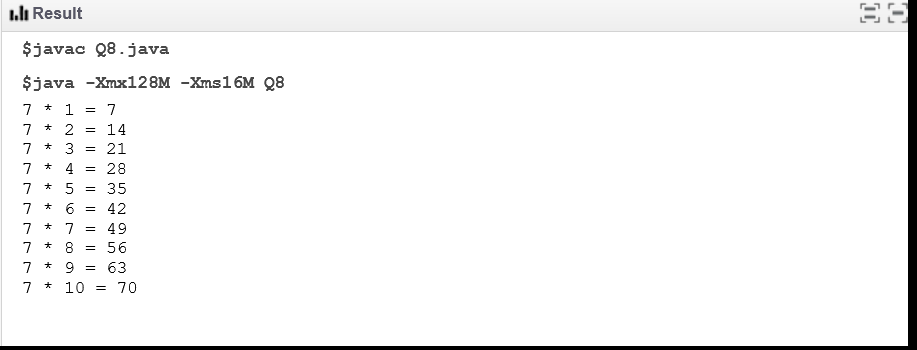 Result
$javac Q8.java
$java -Xmx128M -Xms16M Q8
7 * 1 = 7
7 * 2 = 14
7 * 3 = 21
7 * 4 = 28
7 * 5 = 35
7 * 6 = 42
7 * 7 = 49
7 * 8 = 56
7 * 9 = 63
7 * 10 = 70